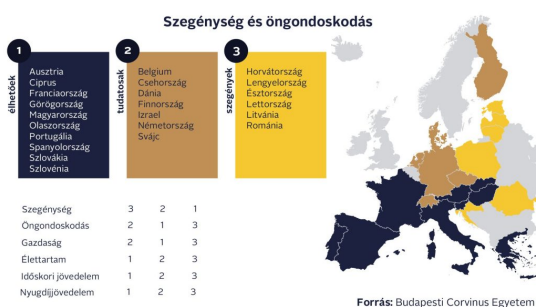 Szegénység és öngondoskodás
1
élhetőek
Ausztria
Ciprus
Franciaország
Görögország
Magyarország
Olaszország
Portugália
Spanyolország
Szlovákia
Szlovénia
2
tudatosak
Belgium
Csehország
Dánia
Finnország
Izrael
Németország
Svájc
3
szegények
Horvátország
Lengyelország
Észtország
Lettország
Litvánia
Románia
Szegénység 3 2 1
Öngondoskodás 2 1 3
Gazdaság 2 1 3
Élettartam 1 2 3
Időskori jövedelem 1 2 3
Nyugdíjjövedelem 1 2 3
Forrás: Budapesti Corvinus Egyetem